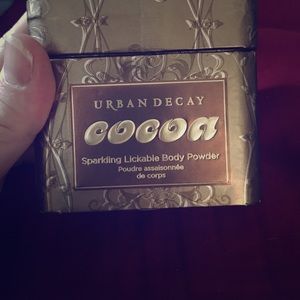 URBAN DECAY
cocoa
Sparkling Lickable Body Powder
Poudre assaisonnée
de corps